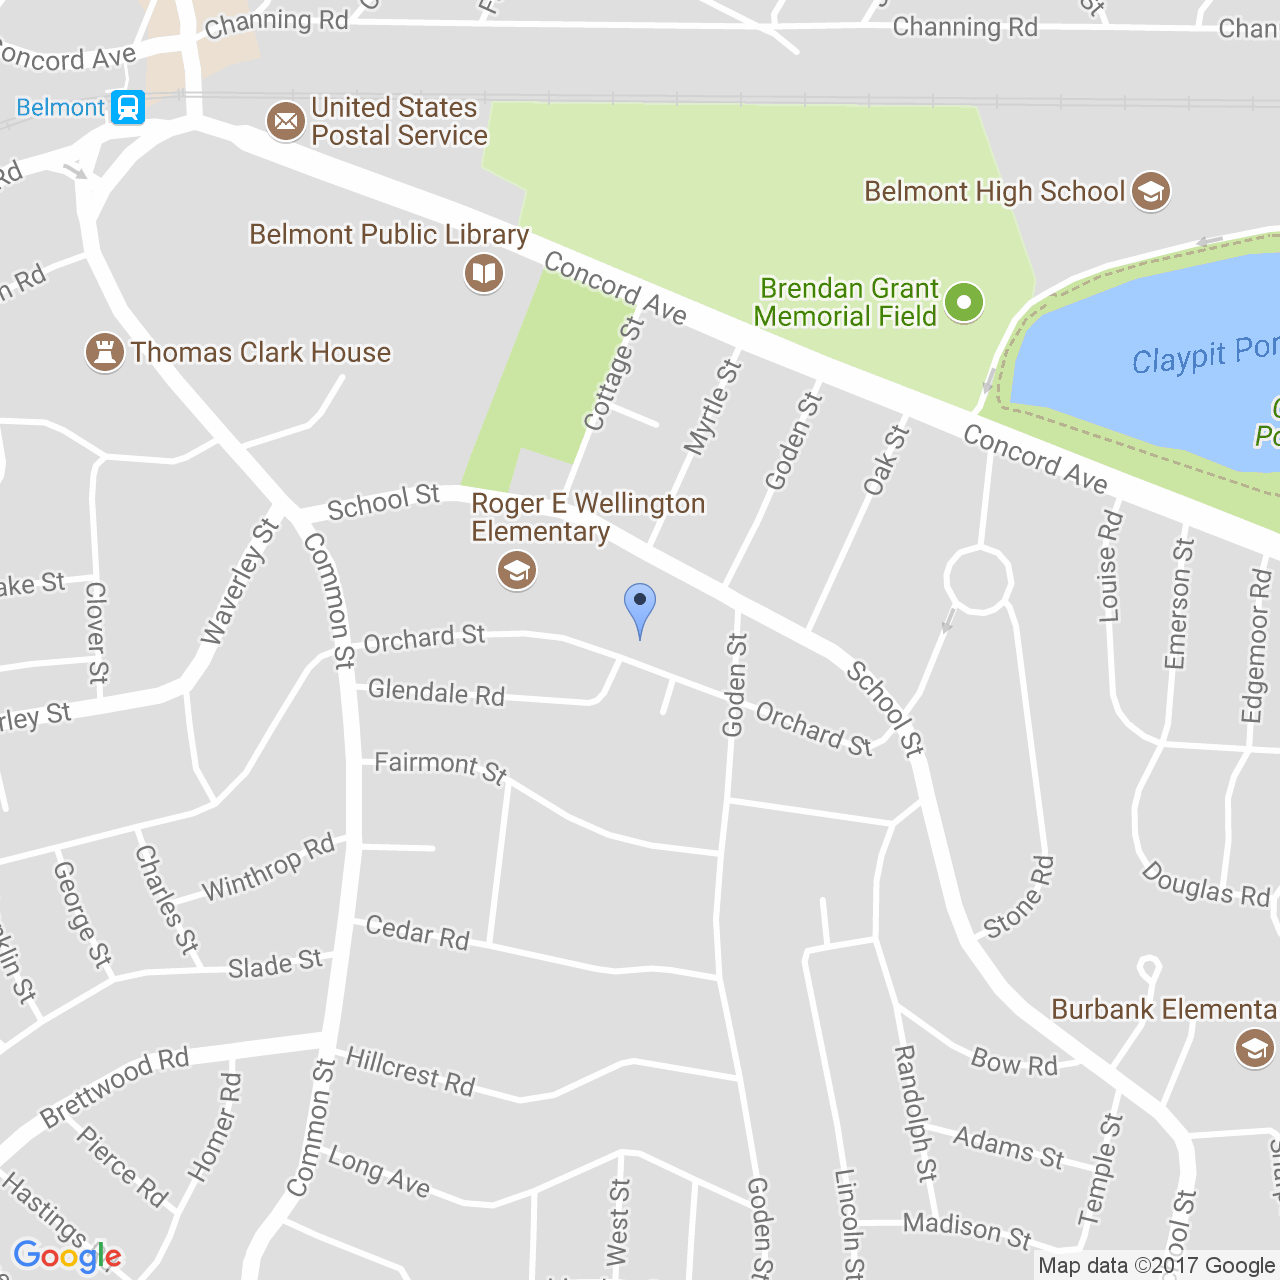 Channing Rd
Channing Rd
Concord Ave
Belmont
United States
Postal Service
Belmont High School
Belmont Public Library
Concord Ave
Brendan Grant
Memorial Field
Claypit Pon
Thomas Clark House
Cottage St
Myrtle St
Goden St
Oak St
Concord Ave
School St
Roger E Wellington
Elementary
Waverley St
Common St
Clover St
Louise Rd
Emerson St
Edgemoor Rd
Orchard St
Glendale Rd
Goden St
Orchard St
School St
rley St
Fairmont St
Winthrop Rd
Charles St
George St
Stone Rd
Douglas Rd
Cedar Rd
Slade St
nklin St
Burbank Elementa
Brettwood Rd
Hillcrest Rd
Homer Rd
Common St
Pierce Rd
Hastings
Long Ave
West St
Goden St
Lincoln St
Randolph St
Bow Rd
Adams St
Temple St
Madison St
ool St
Google
Map data ©2017 Google